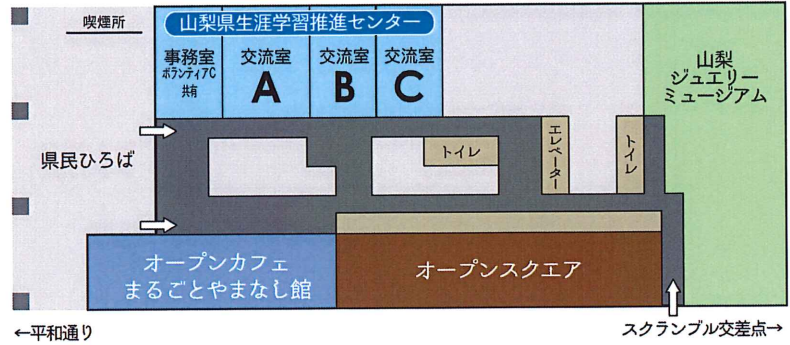 喫煙所
山梨県生涯学習推進センター
事務室
ボランティアC
共有
交流室
A
交流室
B
交流室
C
山梨
ジュエリー
ミュージアム
県民ひろば
トイレ
エレベーター
トイレ
オープンカフェ
まるごとやまなし館
オープンスクエア
←平和通り
スクランブル交差点→